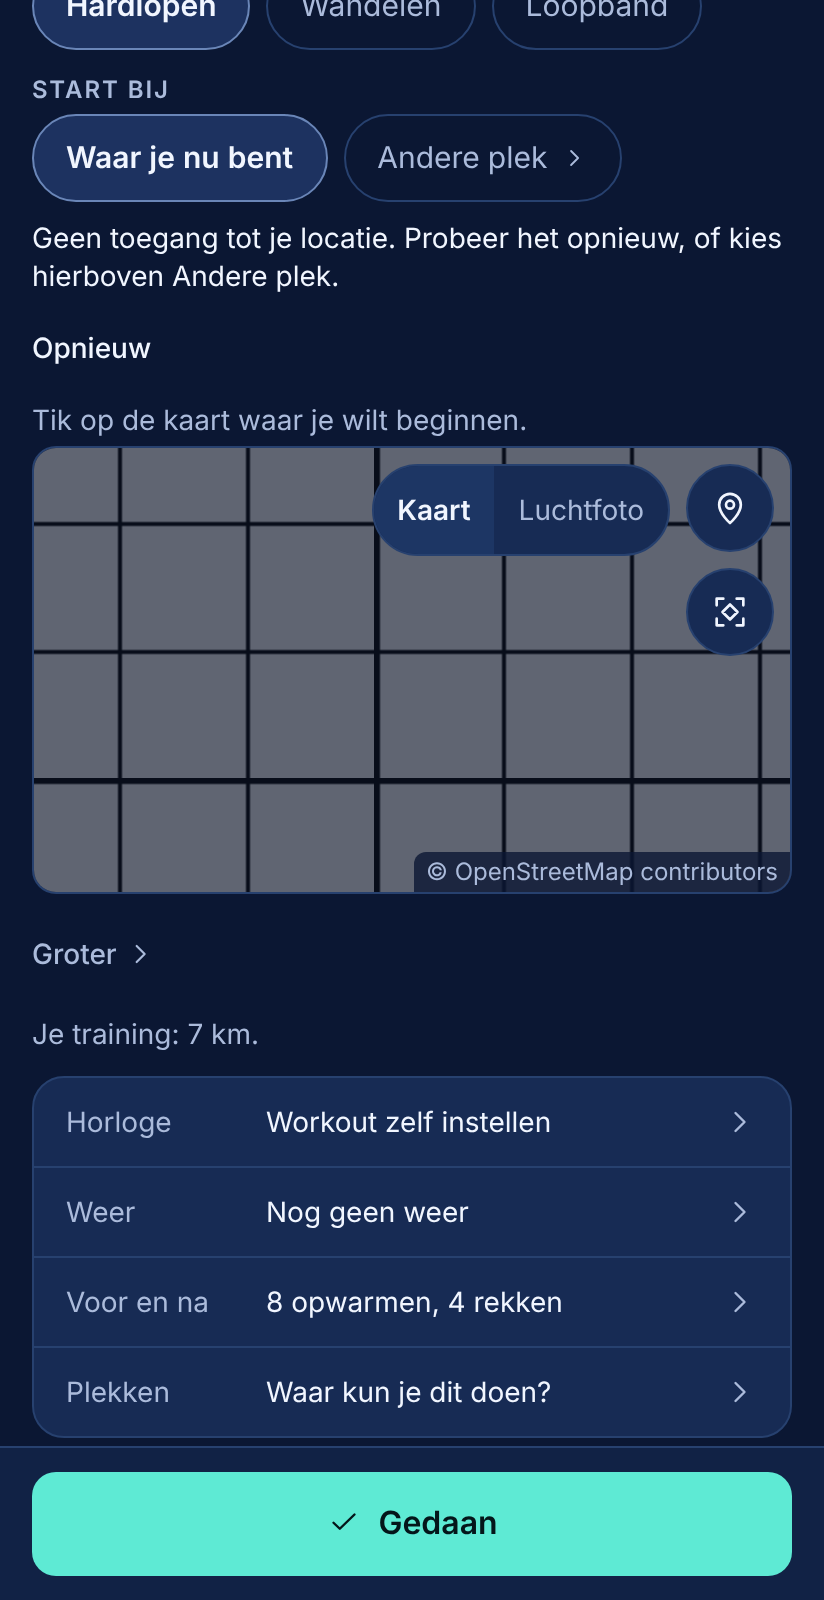 Hardlopen Wandelen Loopband
START BIJ
Waar je nu bent Andere plek
Geen toegang tot je locatie. Probeer het opnieuw, of kies
hierboven Andere plek.
Opnieuw
Tik op de kaart waar je wilt beginnen.
Kaart Luchtfoto
© OpenStreetMap contributors
Groter
Je training: 7 km.
Horloge Workout zelf instellen
Weer Nog geen weer
Voor en na 8 opwarmen, 4 rekken
Plekken Waar kun je dit doen?
Gedaan